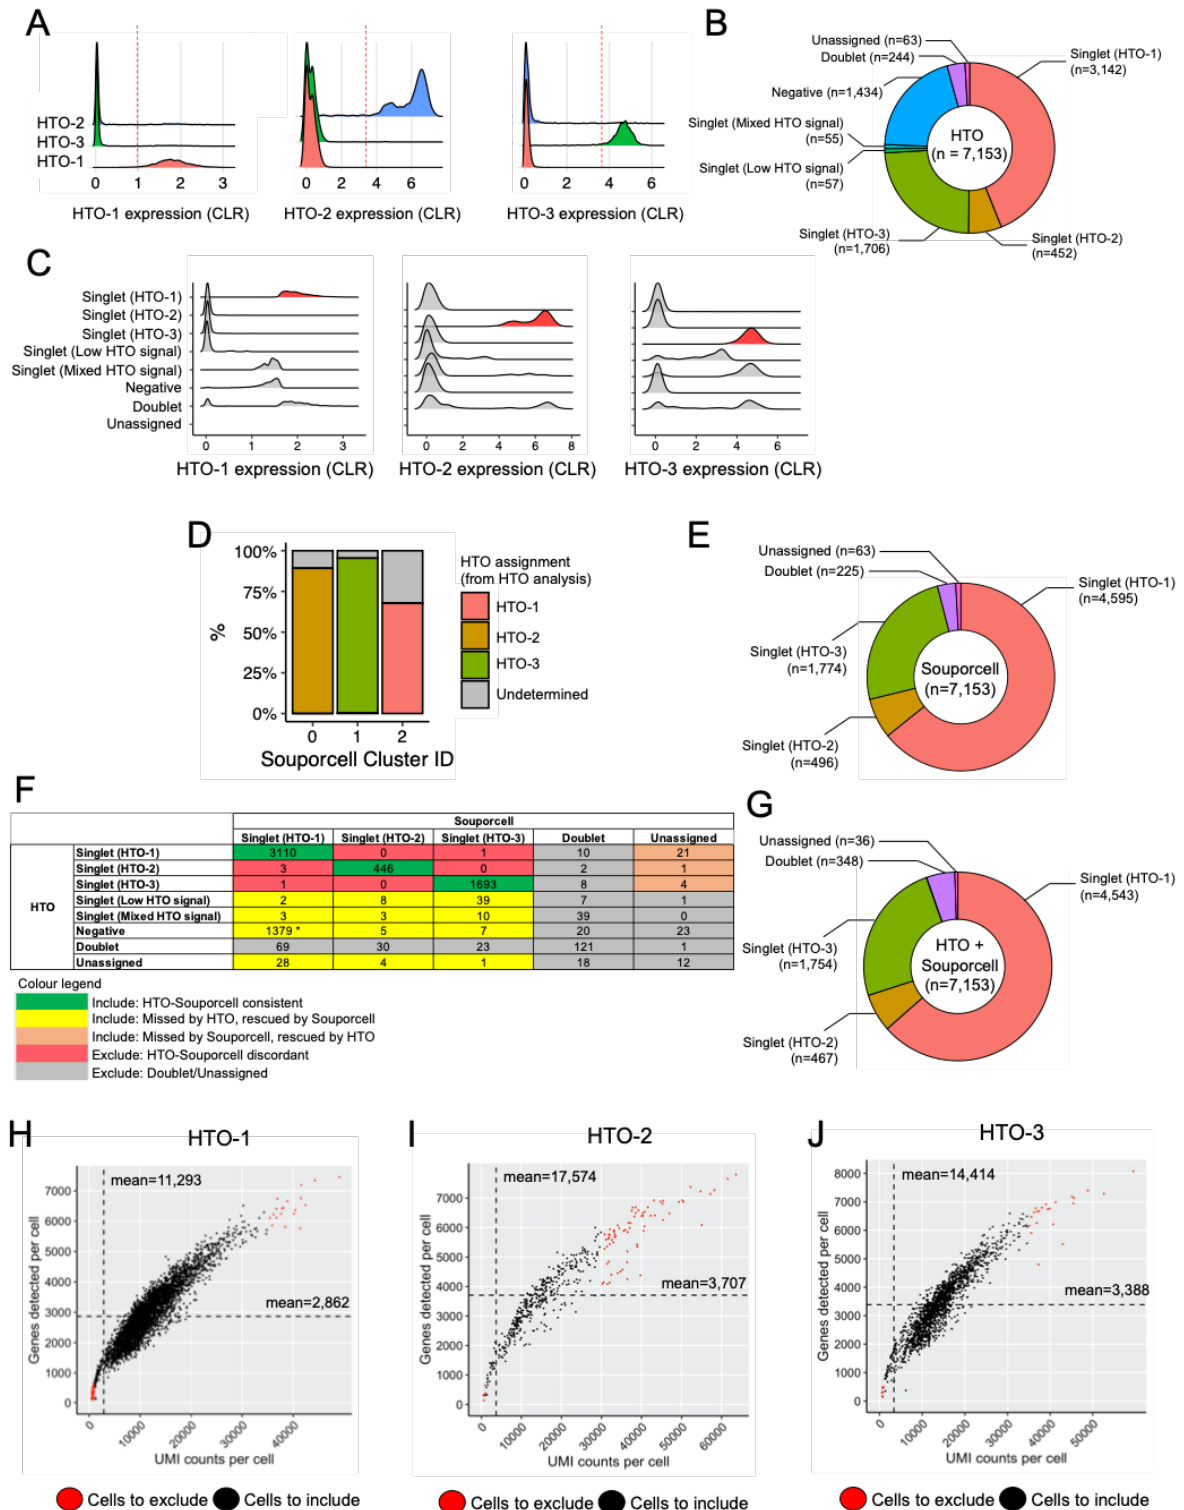 A
HTO-2
HTO-3
HTO-1
0 1 2 3
HTO-1 expression (CLR)
0 2 4 6
HTO-2 expression (CLR)
0 2 4 6
HTO-3 expression (CLR)
B
Unassigned (n=63)
Doublet (n=244)
Negative (n=1,434)
Singlet (Mixed HTO signal)
(n=55)
Singlet (Low HTO signal)
(n=57)
Singlet (HTO-3)
(n=1,706)
Singlet (HTO-2)
(n=452)
Singlet (HTO-1)
(n=3,142)
HTO
(n = 7,153)
C
Singlet (HTO-1)
Singlet (HTO-2)
Singlet (HTO-3)
Singlet (Low HTO signal)
Singlet (Mixed HTO signal)
Negative
Doublet
Unassigned
0 1 2 3
HTO-1 expression (CLR)
0 2 4 6 8
HTO-2 expression (CLR)
0 2 4 6
HTO-3 expression (CLR)
D
100%
75%
50%
25%
0%
%
0 1 2
Souporcell Cluster ID
HTO assignment
(from HTO analysis)
HTO-1
HTO-2
HTO-3
Undetermined
E
Unassigned (n=63)
Doublet (n=225)
Singlet (HTO-3)
(n=1,774)
Singlet (HTO-2)
(n=496)
Singlet (HTO-1)
(n=4,595)
Souporcell
(n=7,153)
F
Souporcell
Singlet (HTO-1) Singlet (HTO-2) Singlet (HTO-3) Doublet Unassigned
HTO
Singlet (HTO-1) 3110 0 1 10 21
Singlet (HTO-2) 3 446 0 2 1
Singlet (HTO-3) 1 0 1693 8 4
Singlet (Low HTO signal) 2 8 39 7 1
Singlet (Mixed HTO signal) 3 3 10 39 0
Negative 1379 * 5 7 20 23
Doublet 69 30 23 121 1
Unassigned 28 4 1 18 12
Colour legend
Include: HTO-Souporcell consistent
Include: Missed by HTO, rescued by Souporcell
Include: Missed by Souporcell, rescued by HTO
Exclude: HTO-Souporcell discordant
Exclude: Doublet/Unassigned
G
Unassigned (n=36)
Doublet (n=348)
Singlet (HTO-3)
(n=1,754)
Singlet (HTO-2)
(n=467)
Singlet (HTO-1)
(n=4,543)
HTO +
Souporcell
(n=7,153)
H
HTO-1
mean=11,293
mean=2,862
Genes detected per cell
7000
6000
5000
4000
3000
2000
1000
0
0 10000 20000 30000 40000
UMI counts per cell
Cells to exclude Cells to include
I
HTO-2
mean=17,574
mean=3,707
Genes detected per cell
7000
6000
5000
4000
3000
2000
1000
0
0 10000 20000 30000 40000 50000 60000
UMI counts per cell
Cells to exclude Cells to include
J
HTO-3
mean=14,414
mean=3,388
Genes detected per cell
8000
7000
6000
5000
4000
3000
2000
1000
0
0 10000 20000 30000 40000 50000
UMI counts per cell
Cells to exclude Cells to include